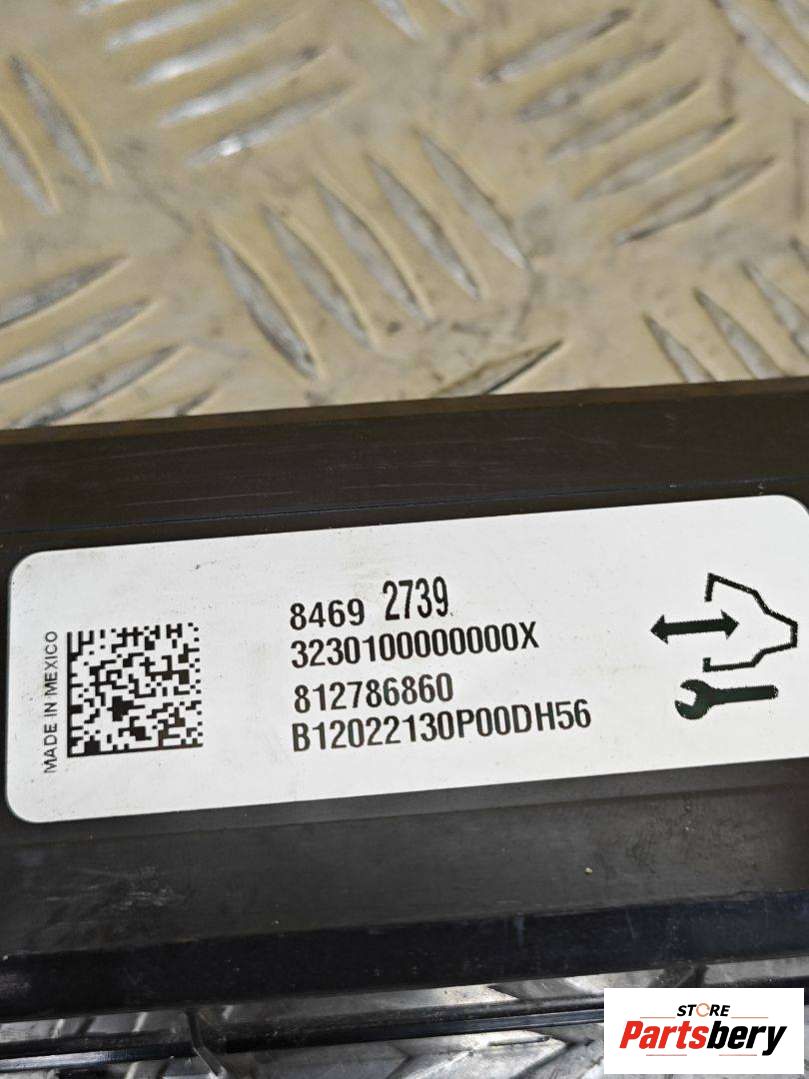 MADE IN MEXICO
8469 2739
3230100000000X
812786860
B12022130P00DH56
STORE
Partsbery